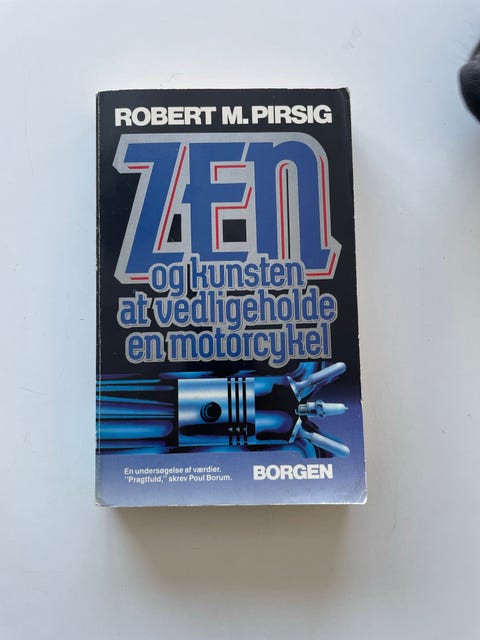 ROBERT M. PIRSIG
ZEN
og kunsten
at vedligeholde
en motorcykel
En undersøgelse af værdier.
"Pragtfuld," skrev Poul Borum.
BORGEN